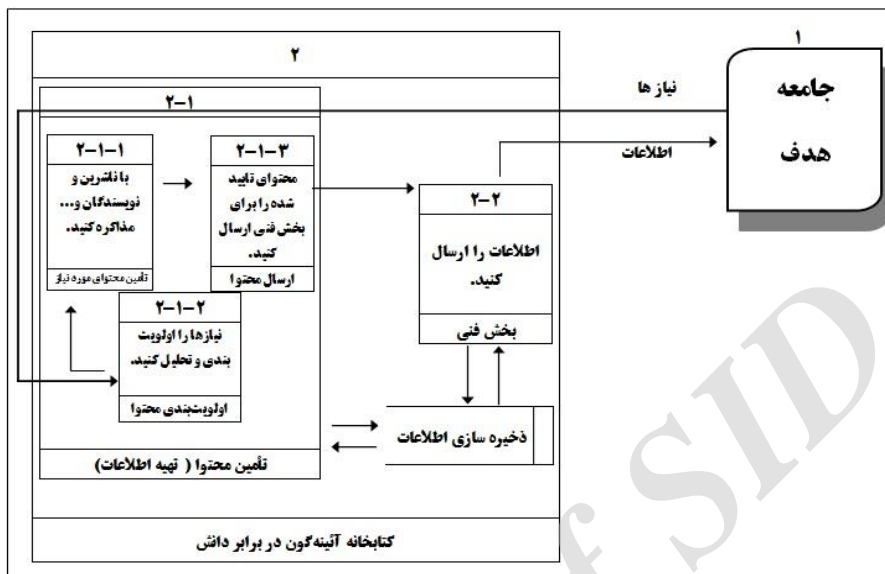 ۱
جامعه
هدف
نیاز ها
اطلاعات
۲
۲-۱
۲-۱-۱
با ناشرین و
نویسندگان و...
مذاکره کنید.
تأمین محتوای مورد نیاز
۲-۱-۳
محتوای تایید
شده را برای
بخش فنی ارسال
کنید.
ارسال محتوا
۲-۱-۲
نیازها را اولویت
بندی و تحلیل کنید.
اولویت‌بندی محتوا
تأمین محتوا ( تهیه اطلاعات)
۲-۲
اطلاعات را ارسال
کنید.
بخش فنی
ذخیره سازی اطلاعات
کتابخانه آئینه‌گون در برابر دانش
of SID